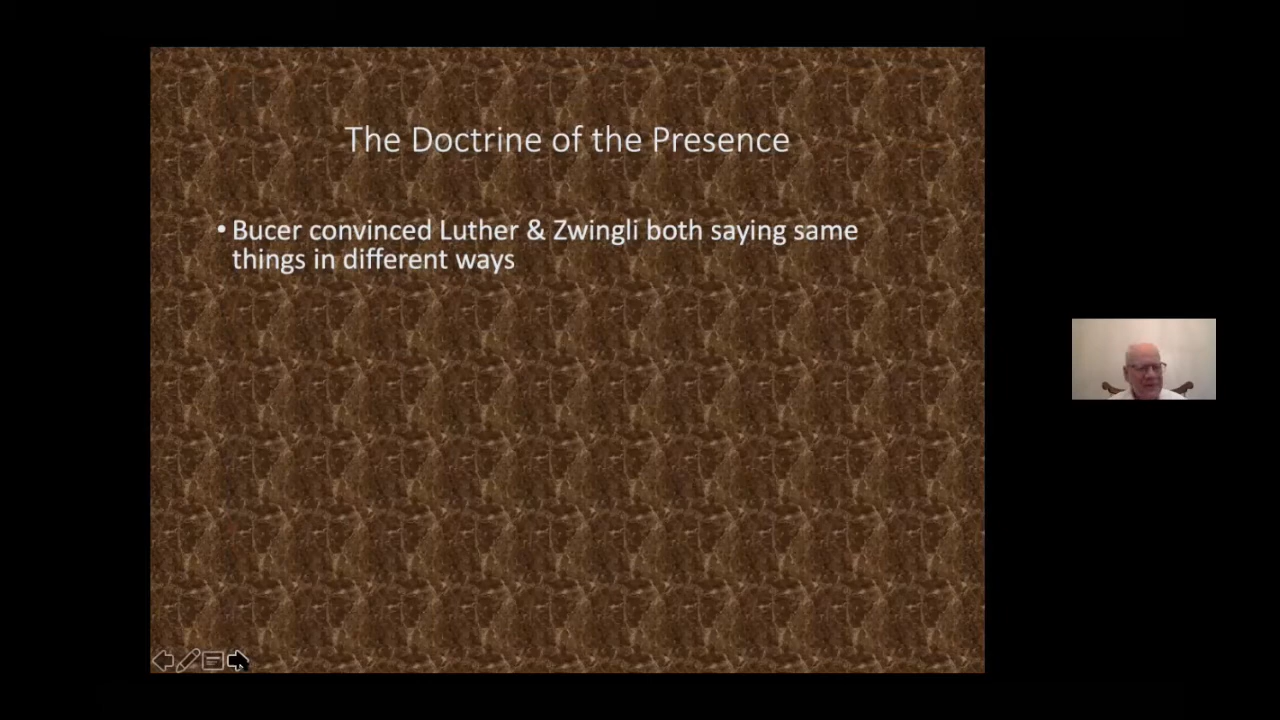 The Doctrine of the Presence
• Bucer convinced Luther & Zwingli both saying same
things in different ways